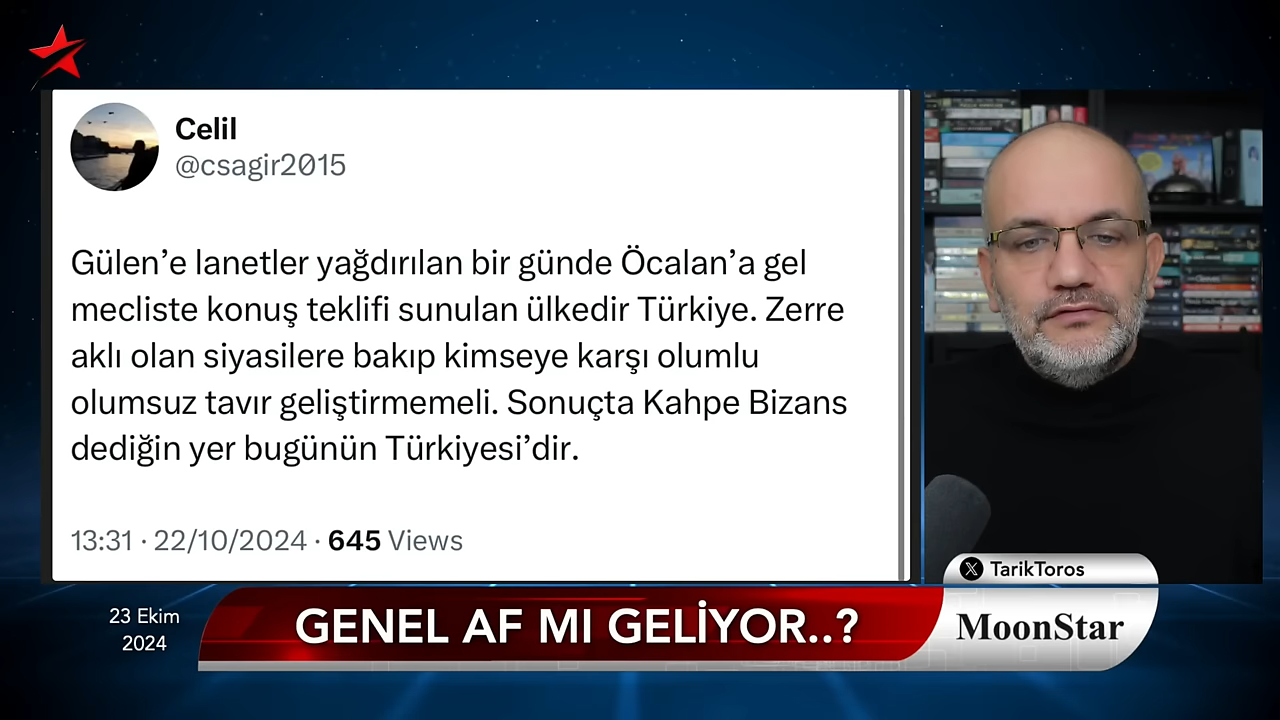 Celil
@csagir2015
Gülen’e lanetler yağdırılan bir günde Öcalan’a gel
mecliste konuş teklifi sunulan ülkedir Türkiye. Zerre
aklı olan siyasilere bakıp kimseye karşı olumlu
olumsuz tavır geliştirmemeli. Sonuçta Kahpe Bizans
dediğin yer bugünün Türkiyesi’dir.
13:31 · 22/10/2024 · 645 Views
X TarikToros
23 Ekim
2024
GENEL AF MI GELİYOR..?
MoonStar